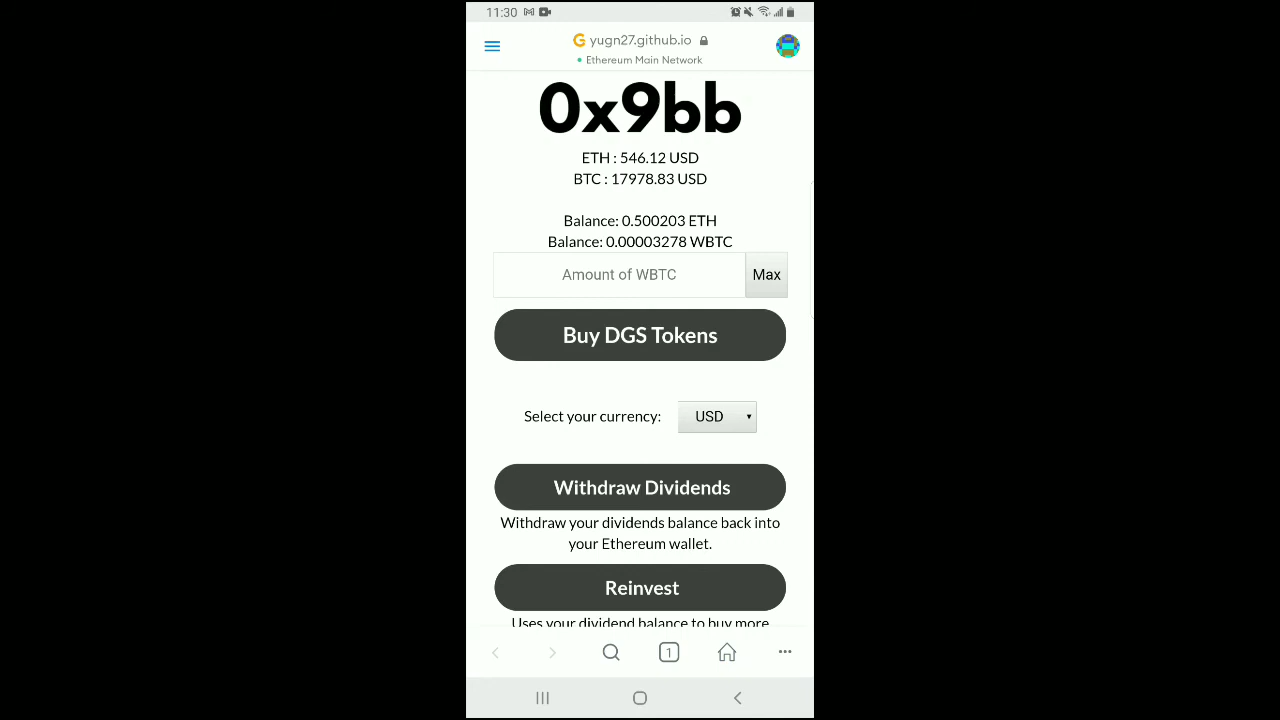 11:30
yugn27.github.io
Ethereum Main Network
0x9bb
ETH : 546.12 USD
BTC : 17978.83 USD
Balance: 0.500203 ETH
Balance: 0.00003278 WBTC
Amount of WBTC
Max
Buy DGS Tokens
Select your currency:
USD
Withdraw Dividends
Withdraw your dividends balance back into
your Ethereum wallet.
Reinvest
Uses your dividend balance to buy more
1